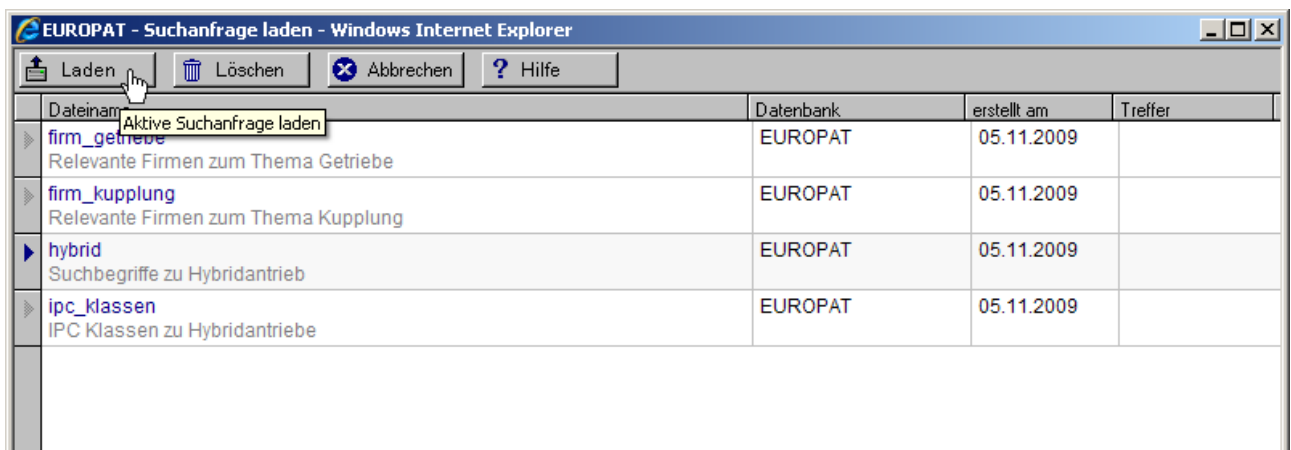 EUROPAT - Suchanfrage laden - Windows Internet Explorer
Laden Löschen Abbrechen ? Hilfe
Dateiname Datenbank erstellt am Treffer
Aktive Suchanfrage laden
firm_getriebe EUROPAT 05.11.2009
Relevante Firmen zum Thema Getriebe
firm_kupplung EUROPAT 05.11.2009
Relevante Firmen zum Thema Kupplung
hybrid EUROPAT 05.11.2009
Suchbegriffe zu Hybridantrieb
ipc_klassen EUROPAT 05.11.2009
IPC Klassen zu Hybridantriebe